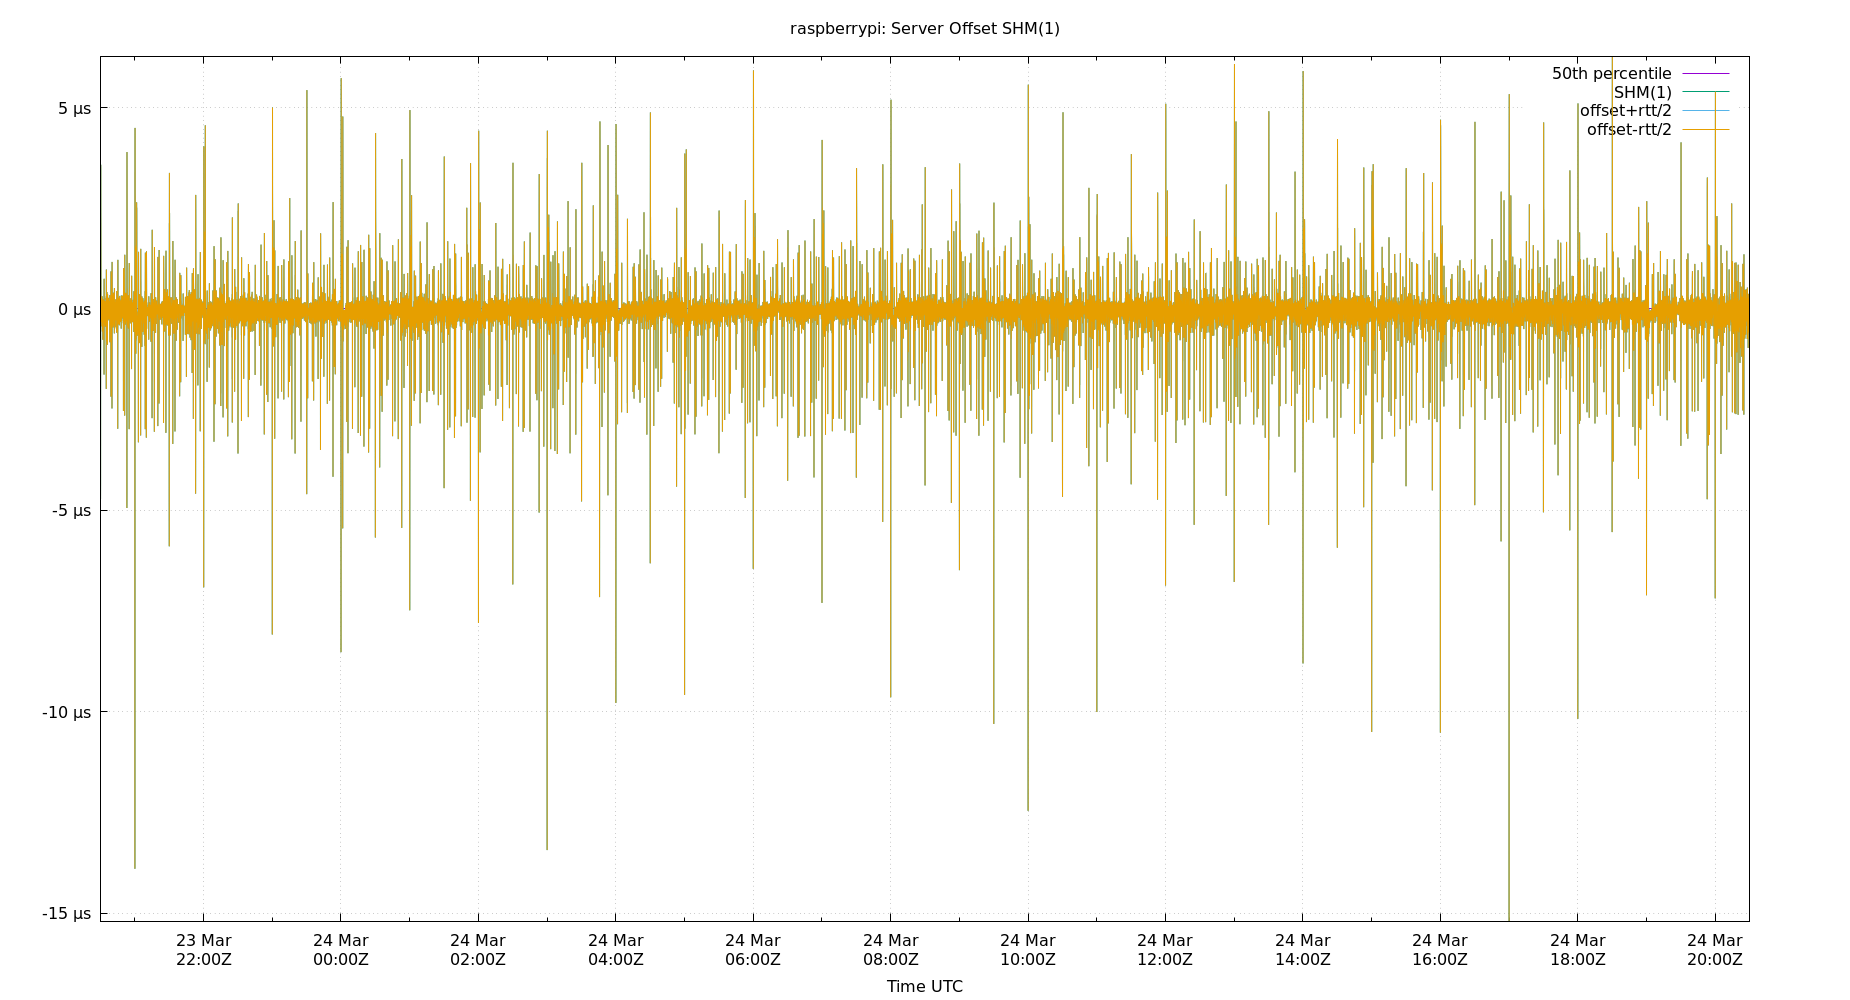 raspberrypi: Server Offset SHM(1)
50th percentile
SHM(1)
offset+rtt/2
offset-rtt/2
5 µs
0 µs
-5 µs
-10 µs
-15 µs
23 Mar 24 Mar 24 Mar 24 Mar 24 Mar 24 Mar 24 Mar 24 Mar 24 Mar 24 Mar 24 Mar 24 Mar
22:00Z 00:00Z 02:00Z 04:00Z 06:00Z 08:00Z 10:00Z 12:00Z 14:00Z 16:00Z 18:00Z 20:00Z
Time UTC